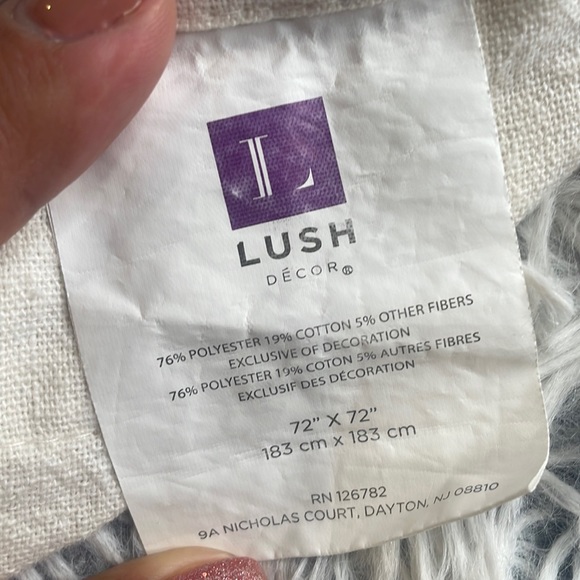 L
LUSH
DÉCOR®
76% POLYESTER 19% COTTON 5% OTHER FIBERS
EXCLUSIVE OF DECORATION
76% POLYESTER 19% COTON 5% AUTRES FIBRES
EXCLUSIF DES DÉCORATION
72" X 72"
183 cm x 183 cm
RN 126782
9A NICHOLAS COURT, DAYTON, NJ 08810